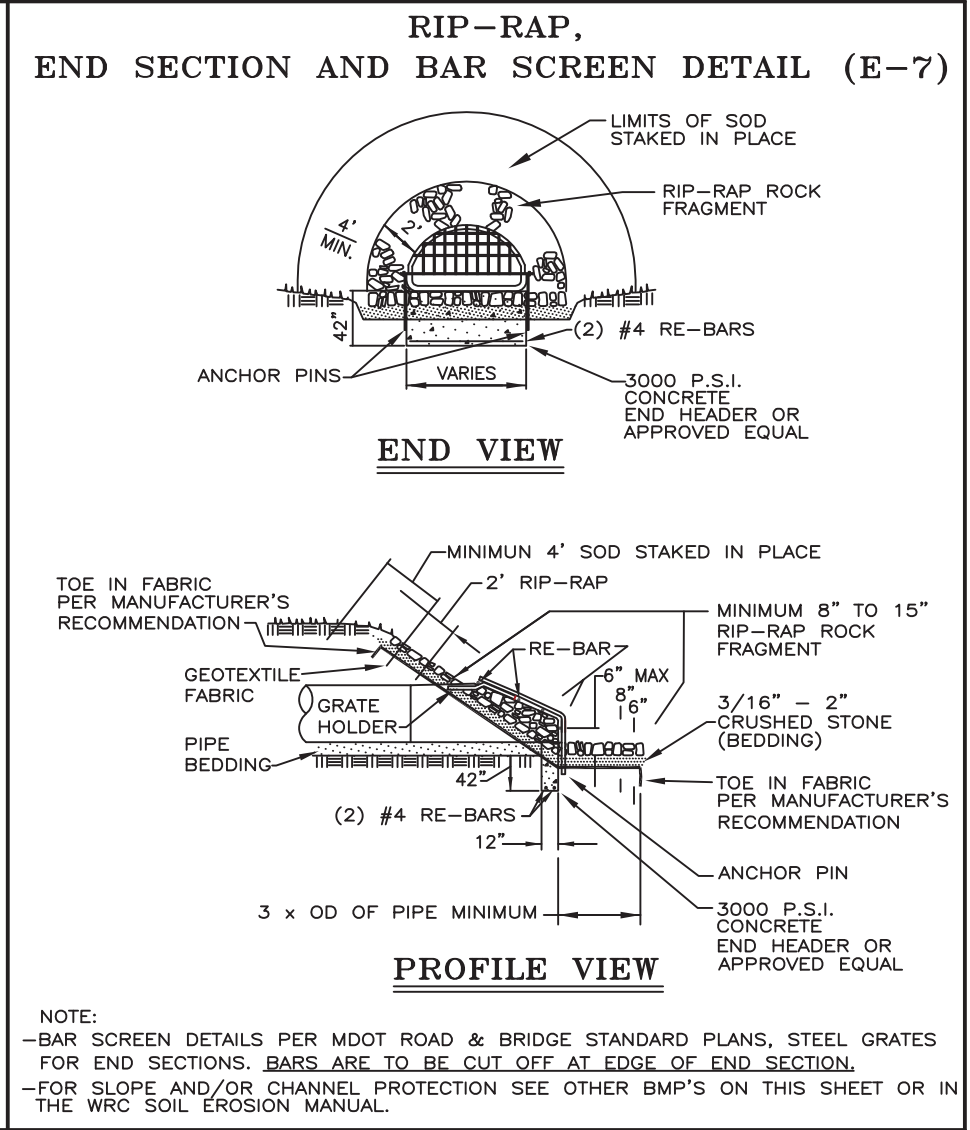 RIP-RAP,
END SECTION AND BAR SCREEN DETAIL (E-7)
LIMITS OF SOD
STAKED IN PLACE
RIP-RAP ROCK
FRAGMENT
4'
MIN.
2'
42"
(2) #4 RE-BARS
ANCHOR PINS
VARIES
3000 P.S.I.
CONCRETE
END HEADER OR
APPROVED EQUAL
END VIEW
MINIMUN 4' SOD STAKED IN PLACE
2' RIP-RAP
TOE IN FABRIC
PER MANUFACTURER'S
RECOMMENDATION
MINIMUM 8" TO 15"
RIP-RAP ROCK
FRAGMENT
RE-BAR
6" MAX
8"
6"
GEOTEXTILE
FABRIC
GRATE
HOLDER
3/16" - 2"
CRUSHED STONE
(BEDDING)
PIPE
BEDDING
42"
TOE IN FABRIC
PER MANUFACTURER'S
RECOMMENDATION
(2) #4 RE-BARS
12"
ANCHOR PIN
3 x OD OF PIPE MINIMUM
3000 P.S.I.
CONCRETE
END HEADER OR
APPROVED EQUAL
PROFILE VIEW
NOTE:
-BAR SCREEN DETAILS PER MDOT ROAD & BRIDGE STANDARD PLANS, STEEL GRATES
FOR END SECTIONS. BARS ARE TO BE CUT OFF AT EDGE OF END SECTION.
-FOR SLOPE AND/OR CHANNEL PROTECTION SEE OTHER BMP'S ON THIS SHEET OR IN
THE WRC SOIL EROSION MANUAL.